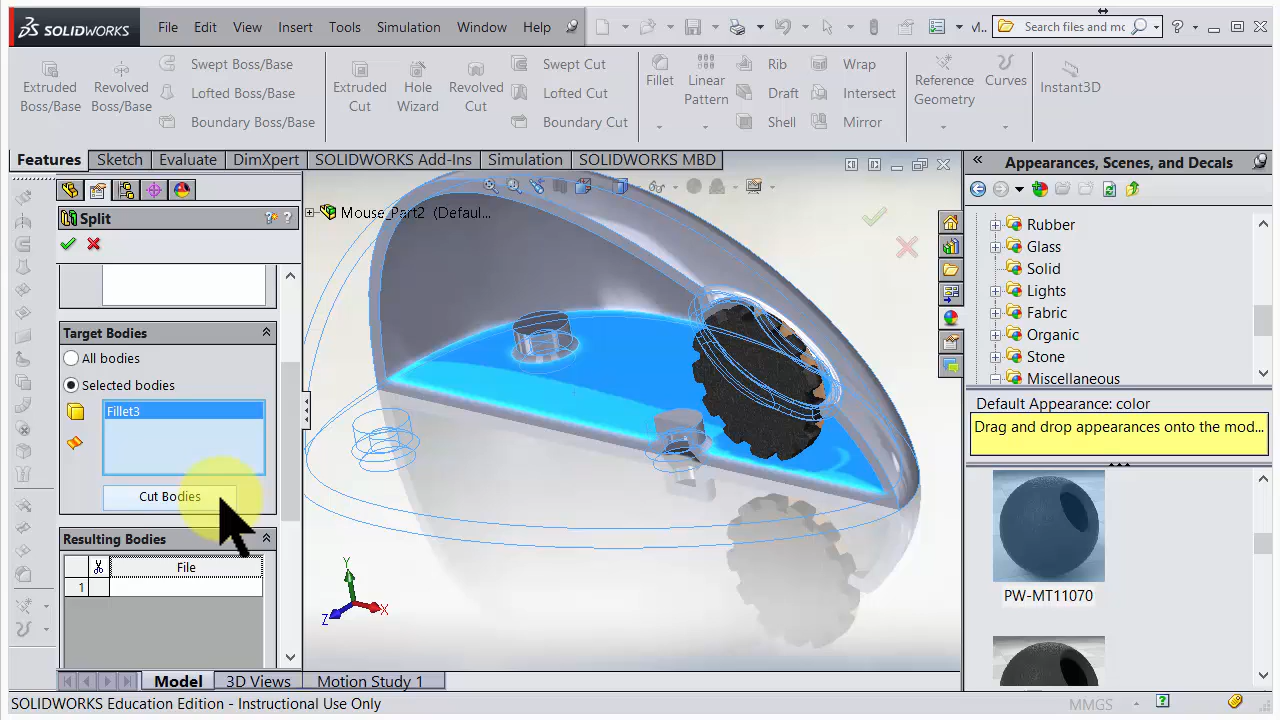 SOLIDWORKS File Edit View Insert Tools Simulation Window Help Search files and mc
Swept Boss/Base Swept Cut Rib Wrap
Extruded Boss/Base Revolved Boss/Base Lofted Boss/Base Extruded Cut Hole Wizard Revolved Cut Lofted Cut Fillet Linear Pattern Draft Intersect Reference Geometry Curves Instant3D
Boundary Boss/Base Boundary Cut Shell Mirror
Features Sketch Evaluate DimXpert SOLIDWORKS Add-Ins Simulation SOLIDWORKS MBD
Appearances, Scenes, and Decals
Split
Mouse_Part2 (Defaul...
Target Bodies
All bodies
Selected bodies
Fillet3
Cut Bodies
Resulting Bodies
File
1
Y
X
Z
Rubber
Glass
Solid
Lights
Fabric
Organic
Stone
Miscellaneous
Default Appearance: color
Drag and drop appearances onto the mod...
PW-MT11070
Model 3D Views Motion Study 1
SOLIDWORKS Education Edition - Instructional Use Only MMGS